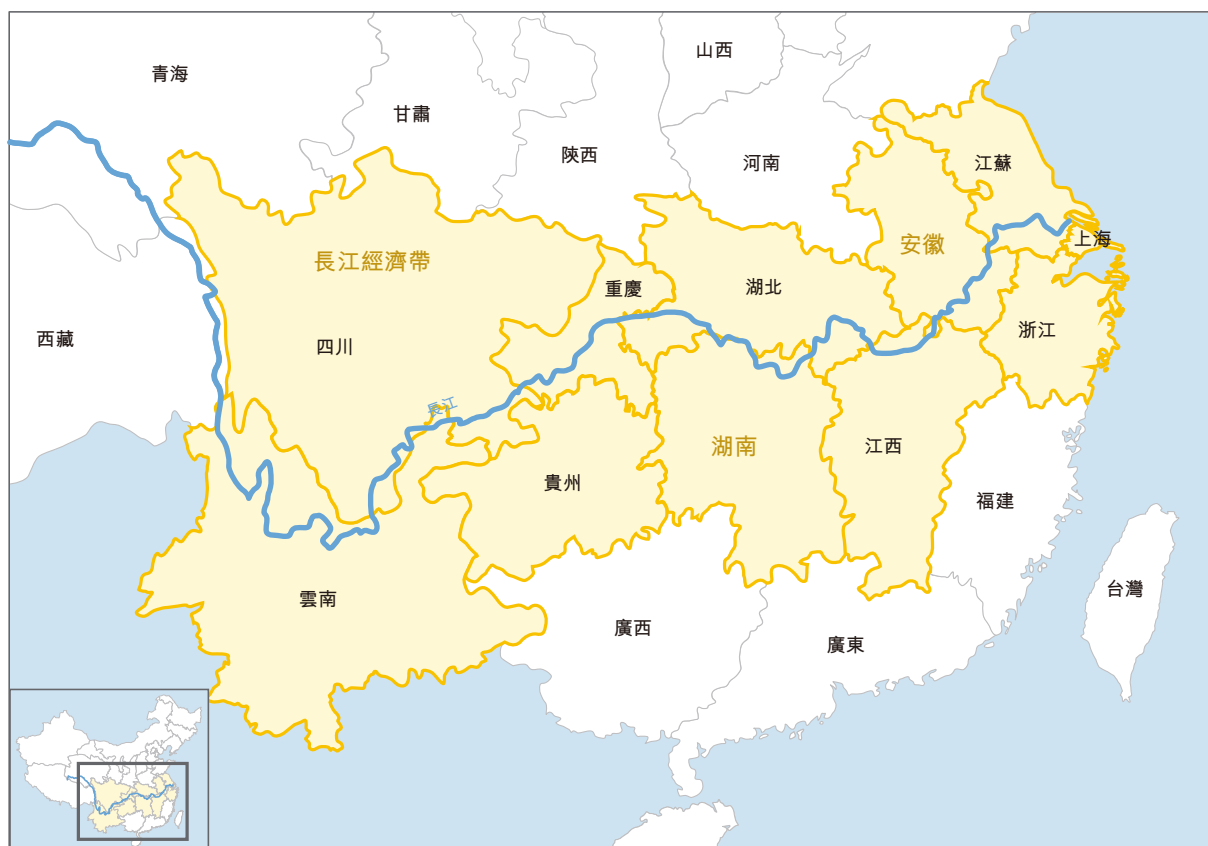 山西
青海
甘肅
陝西
河南
江蘇
上海
安徽
長江經濟帶
重慶
湖北
浙江
西藏
四川
長江
湖南
江西
貴州
福建
台灣
雲南
廣西
廣東